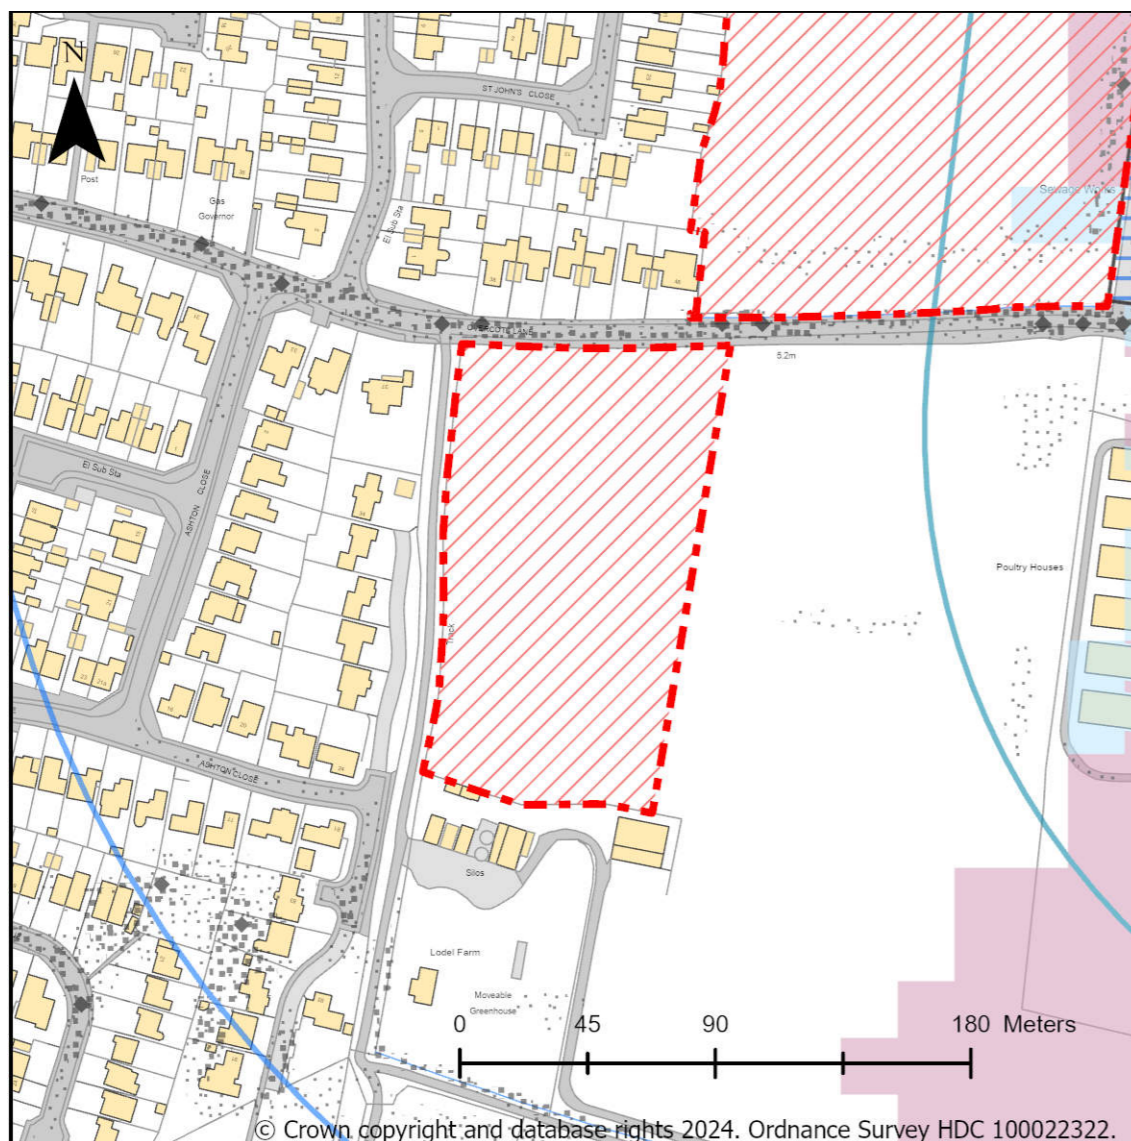 N
ST JOHN'S CLOSE
Post
Gas
Governor
El Sub Sta
Sewage Works
OVERCOTE LANE
5.2m
El Sub Sta
ASHTON CLOSE
Track
Poultry Houses
ASHTON CLOSE
Silos
Lodel Farm
Moveable
Greenhouse
0 45 90 180 Meters
© Crown copyright and database rights 2024. Ordnance Survey HDC 100022322.